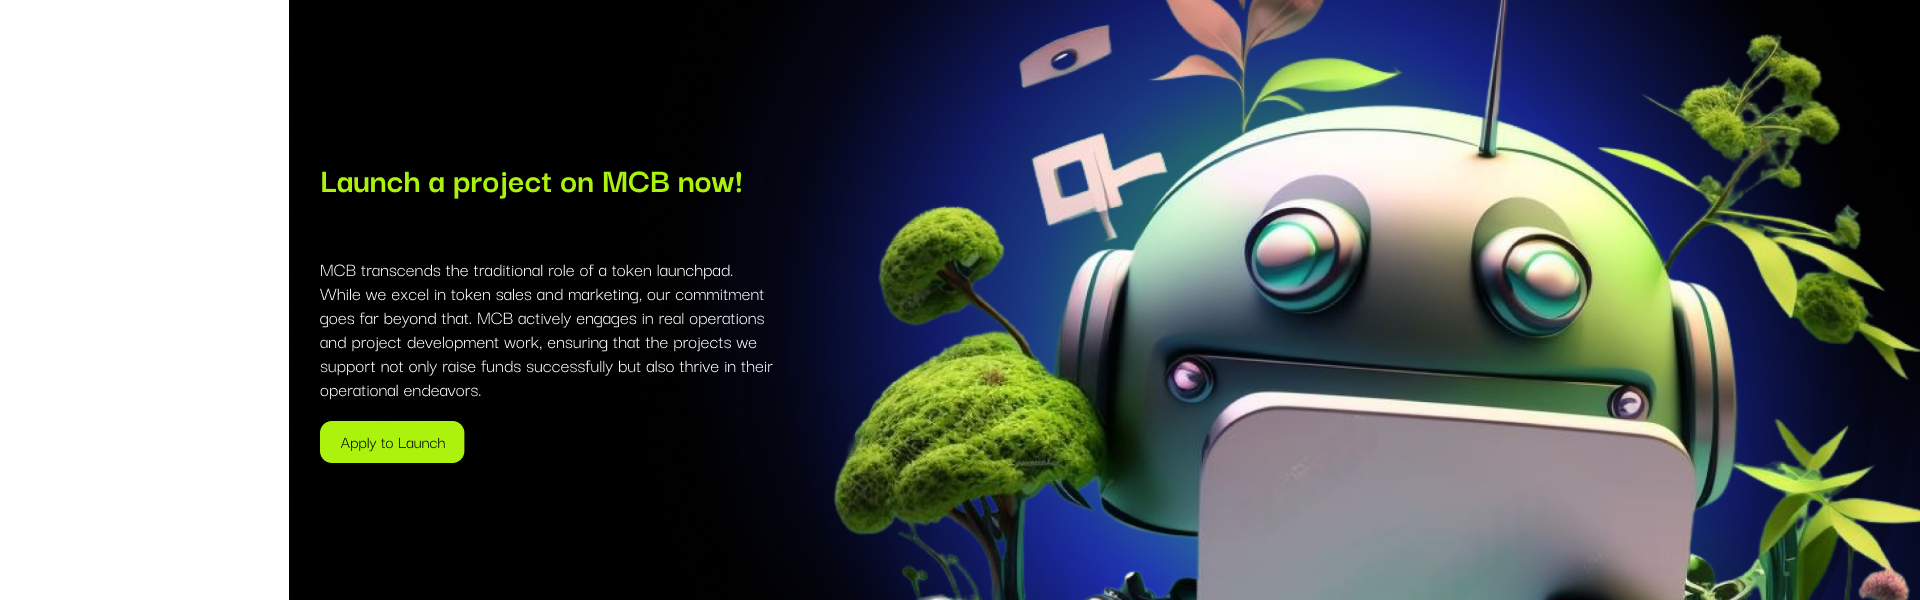 Launch a project on MCB now!
MCB transcends the traditional role of a token launchpad.
While we excel in token sales and marketing, our commitment
goes far beyond that. MCB actively engages in real operations
and project development work, ensuring that the projects we
support not only raise funds successfully but also thrive in their
operational endeavors.
Apply to Launch